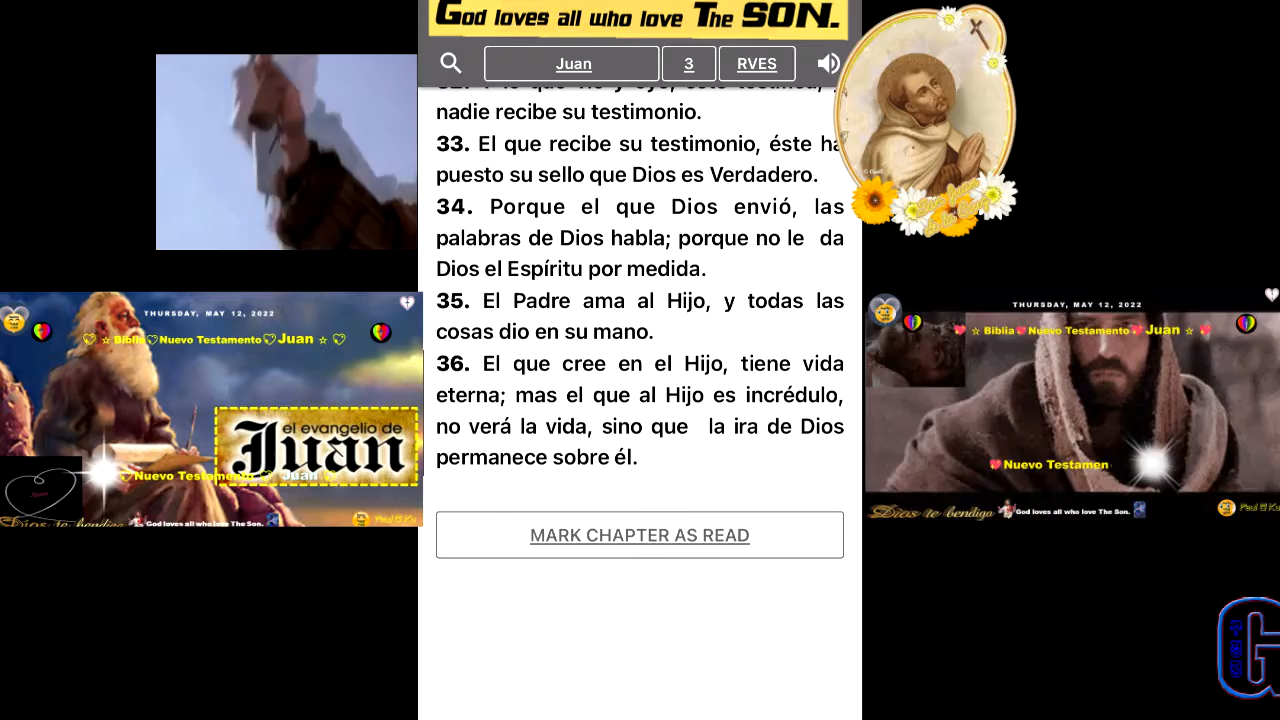 God loves all who love The SON.
Juan 3 RVES
nadie recibe su testimonio.
33. El que recibe su testimonio, éste ha
puesto su sello que Dios es Verdadero.
34. Porque el que Dios envió, las
palabras de Dios habla; porque no le da
Dios el Espíritu por medida.
35. El Padre ama al Hijo, y todas las
cosas dio en su mano.
36. El que cree en el Hijo, tiene vida
eterna; mas el que al Hijo es incrédulo,
no verá la vida, sino que la ira de Dios
permanece sobre él.
MARK CHAPTER AS READ
THURSDAY, MAY 12, 2022
☆ Biblia Nuevo Testamento Juan ☆
el evangelio de
Juan
Nuevo Testamento Juan
Juan
Dios te bendiga
God loves all who love The Son.
THURSDAY, MAY 12, 2022
☆ Biblia Nuevo Testamento Juan ☆
Nuevo Testamen
Dios te bendiga
God loves all who love The Son.
G